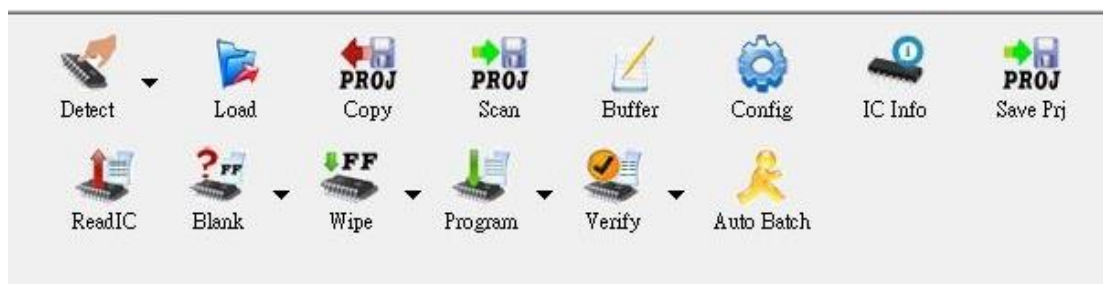 PROJ PROJ PROJ
Detect Load Copy Scan Buffer Config IC Info Save Prj
FF FF
ReadIC Blank Wipe Program Verify Auto Batch